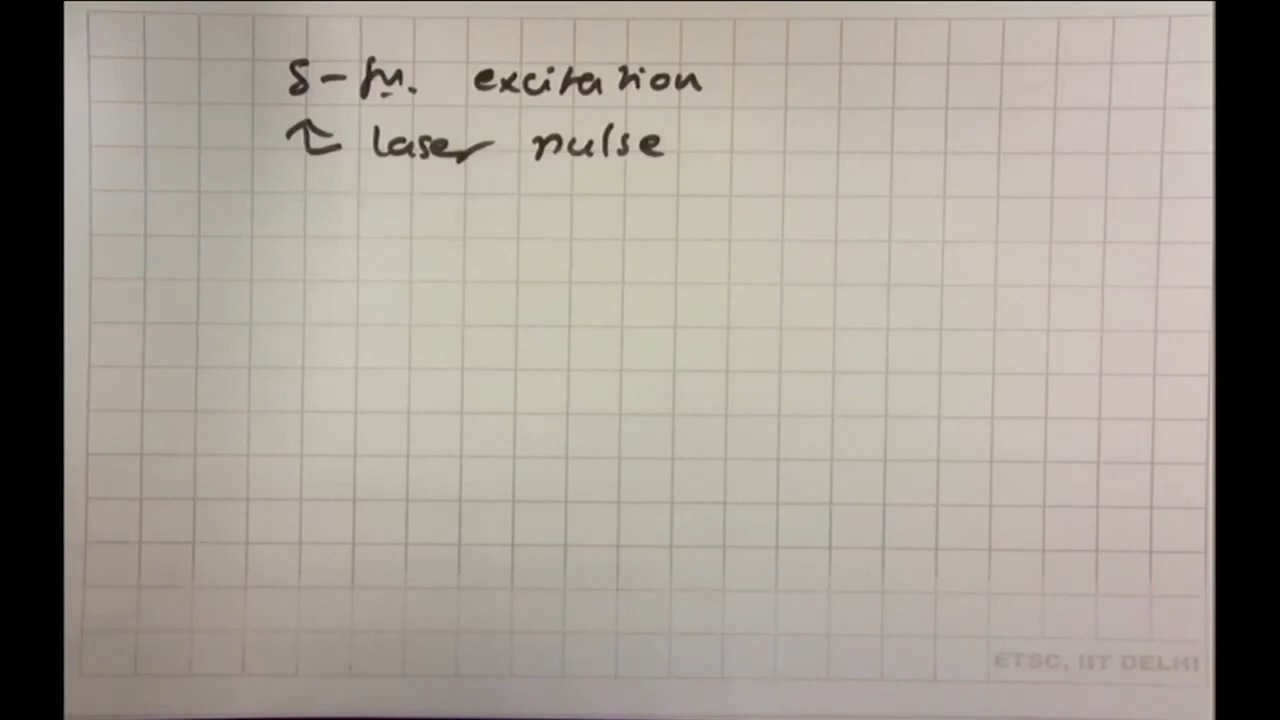 δ-fn. excitation
↑ laser pulse
ETSC, IIT DELHI